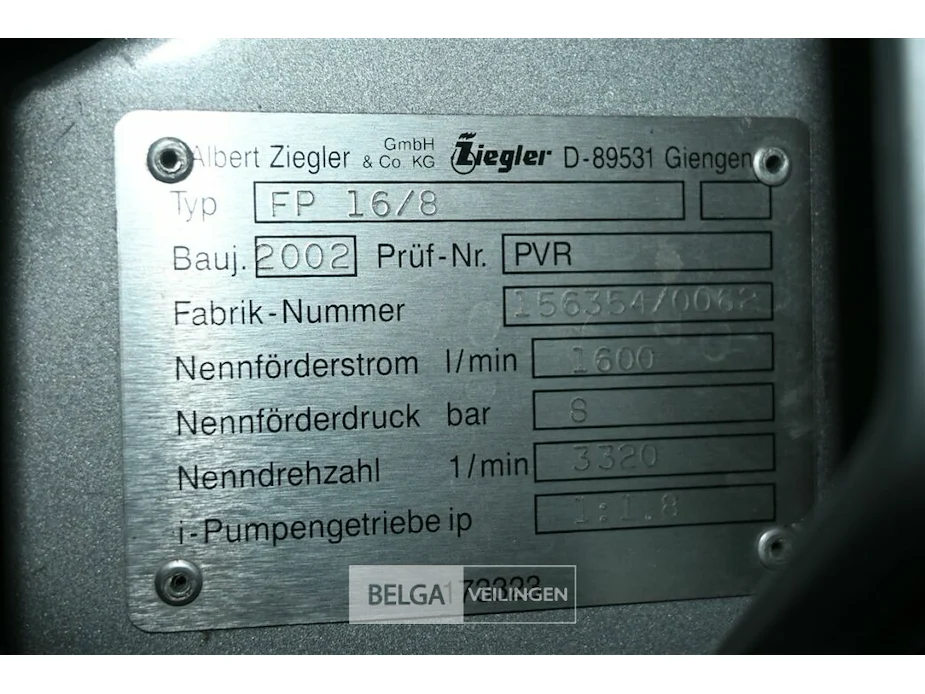 Albert Ziegler GmbH & Co. KG Ziegler D-89531 Giengen
Typ FP 16/8
Bauj. 2002 Prüf-Nr. PVR
Fabrik-Nummer 156354/0062
Nennförderstrom l/min 1600
Nennförderdruck bar 8
Nenndrehzahl 1/min 3320
i-Pumpengetriebe ip 1:1.8
BELGA VEILINGEN